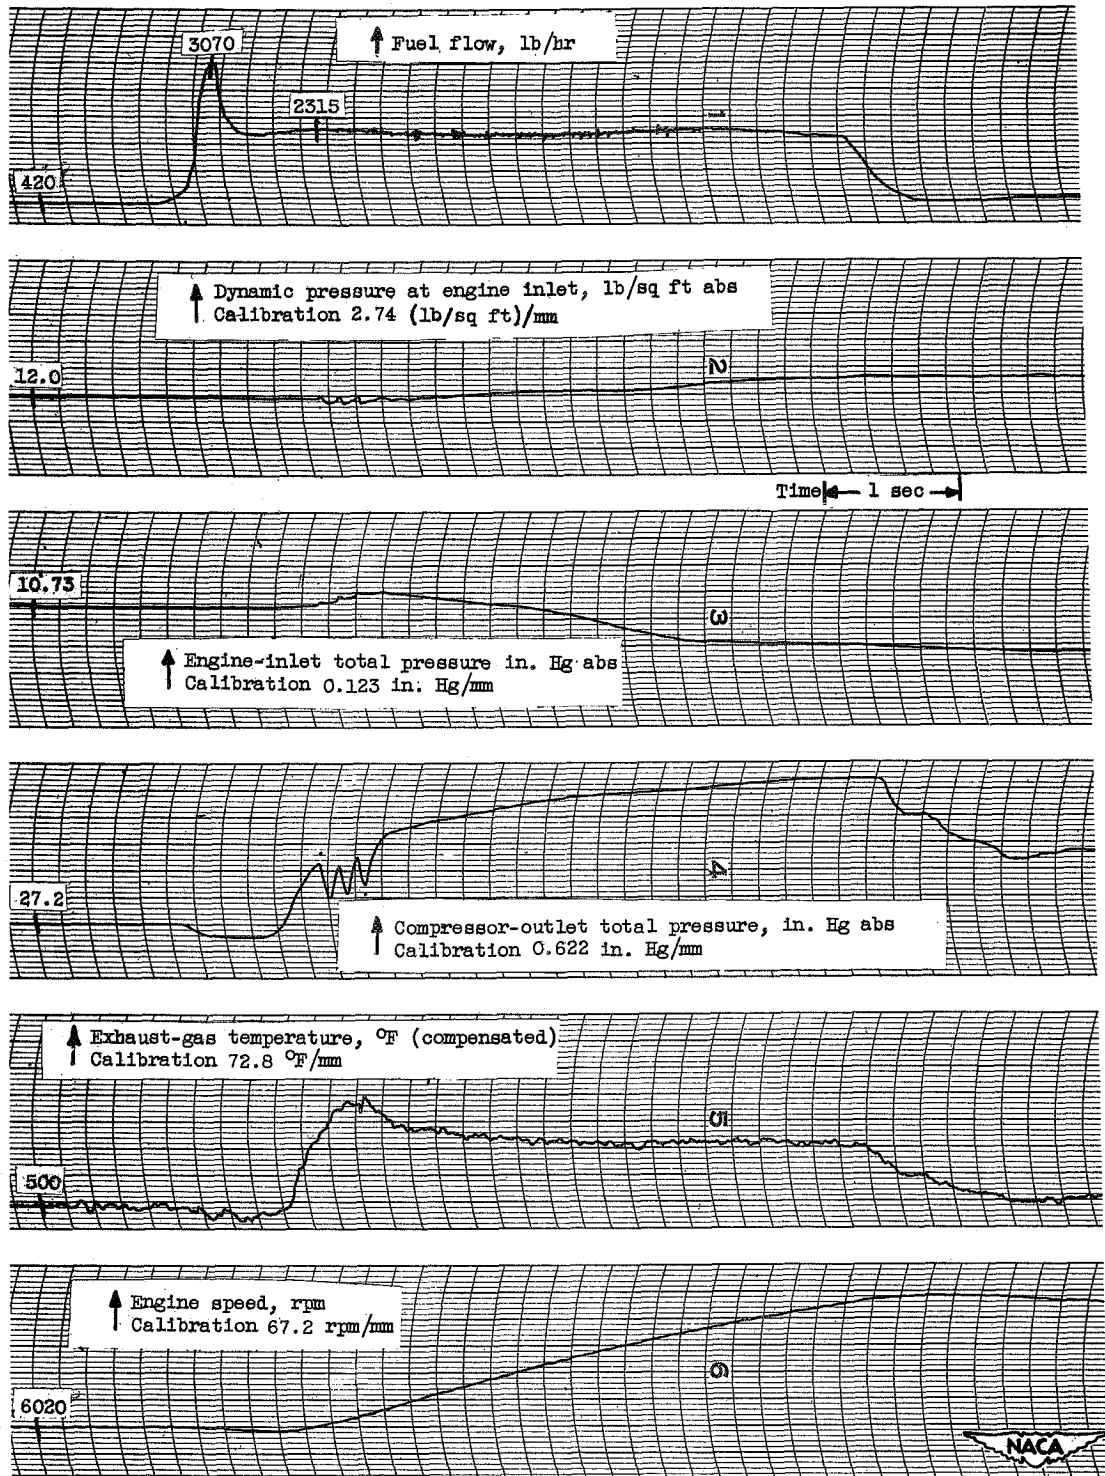 3070
↑ Fuel flow, lb/hr
2315
1
420
↑ Dynamic pressure at engine inlet, lb/sq ft abs
Calibration 2.74 (lb/sq ft)/mm
2
12.0
Time 1 sec
10.73
3
↑ Engine-inlet total pressure in. Hg abs
Calibration 0.123 in. Hg/mm
4
27.2
↑ Compressor-outlet total pressure, in. Hg abs
Calibration 0.622 in. Hg/mm
↑ Exhaust-gas temperature, °F (compensated)
Calibration 72.8 °F/mm
5
500
↑ Engine speed, rpm
Calibration 67.2 rpm/mm
6
6020
NACA